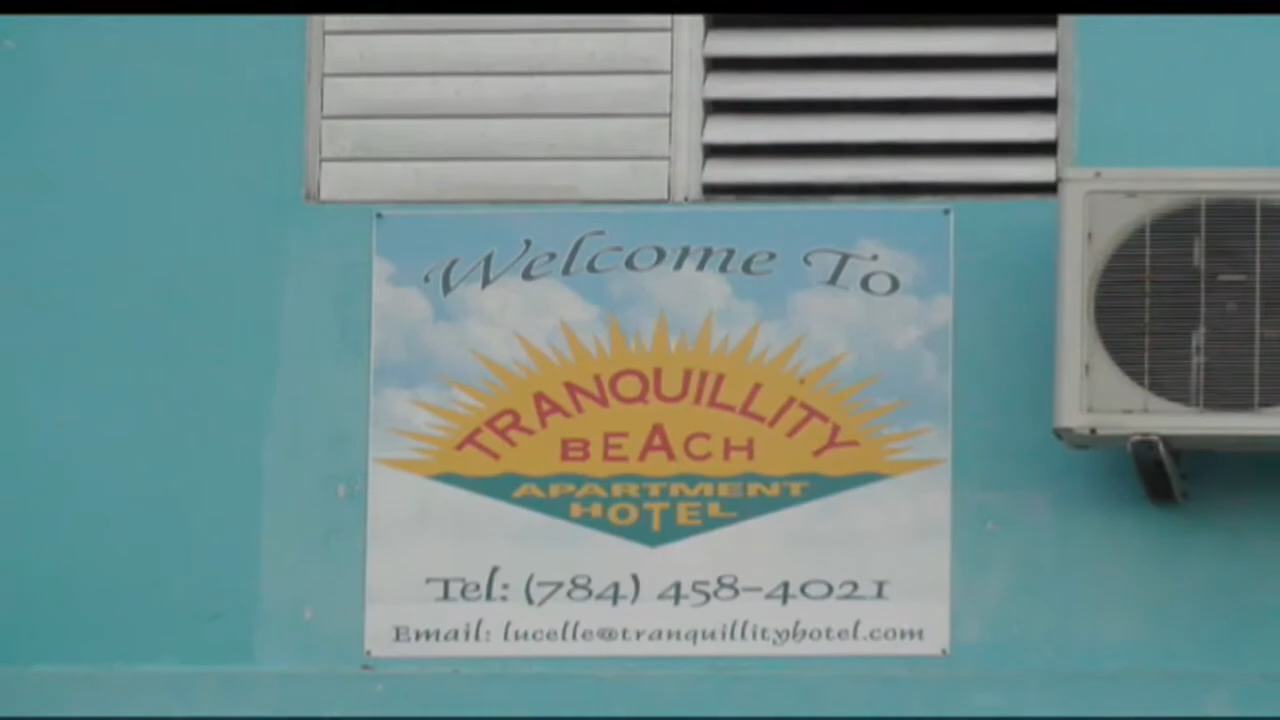 Welcome To
TRANQUILLITY
BEACH
APARTMENT
HOTEL
Tel: (784) 458-4021
Email: lucelle@tranquillityhotel.com